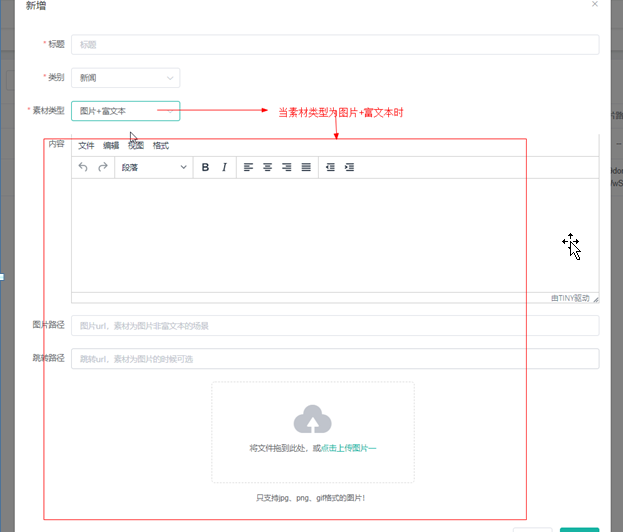 新增
* 标题 标题
* 类别 新闻
* 素材类型 图片+富文本 当素材类型为图片+富文本时
内容 文件 编辑 视图 格式
段落 B I
由TINY驱动
图片路径 图片url，素材为图片非富文本的场景
跳转路径 跳转url，素材为图片的时候可选
将文件拖到此处，或点击上传图片一
只支持jpg、png、gif格式的图片！